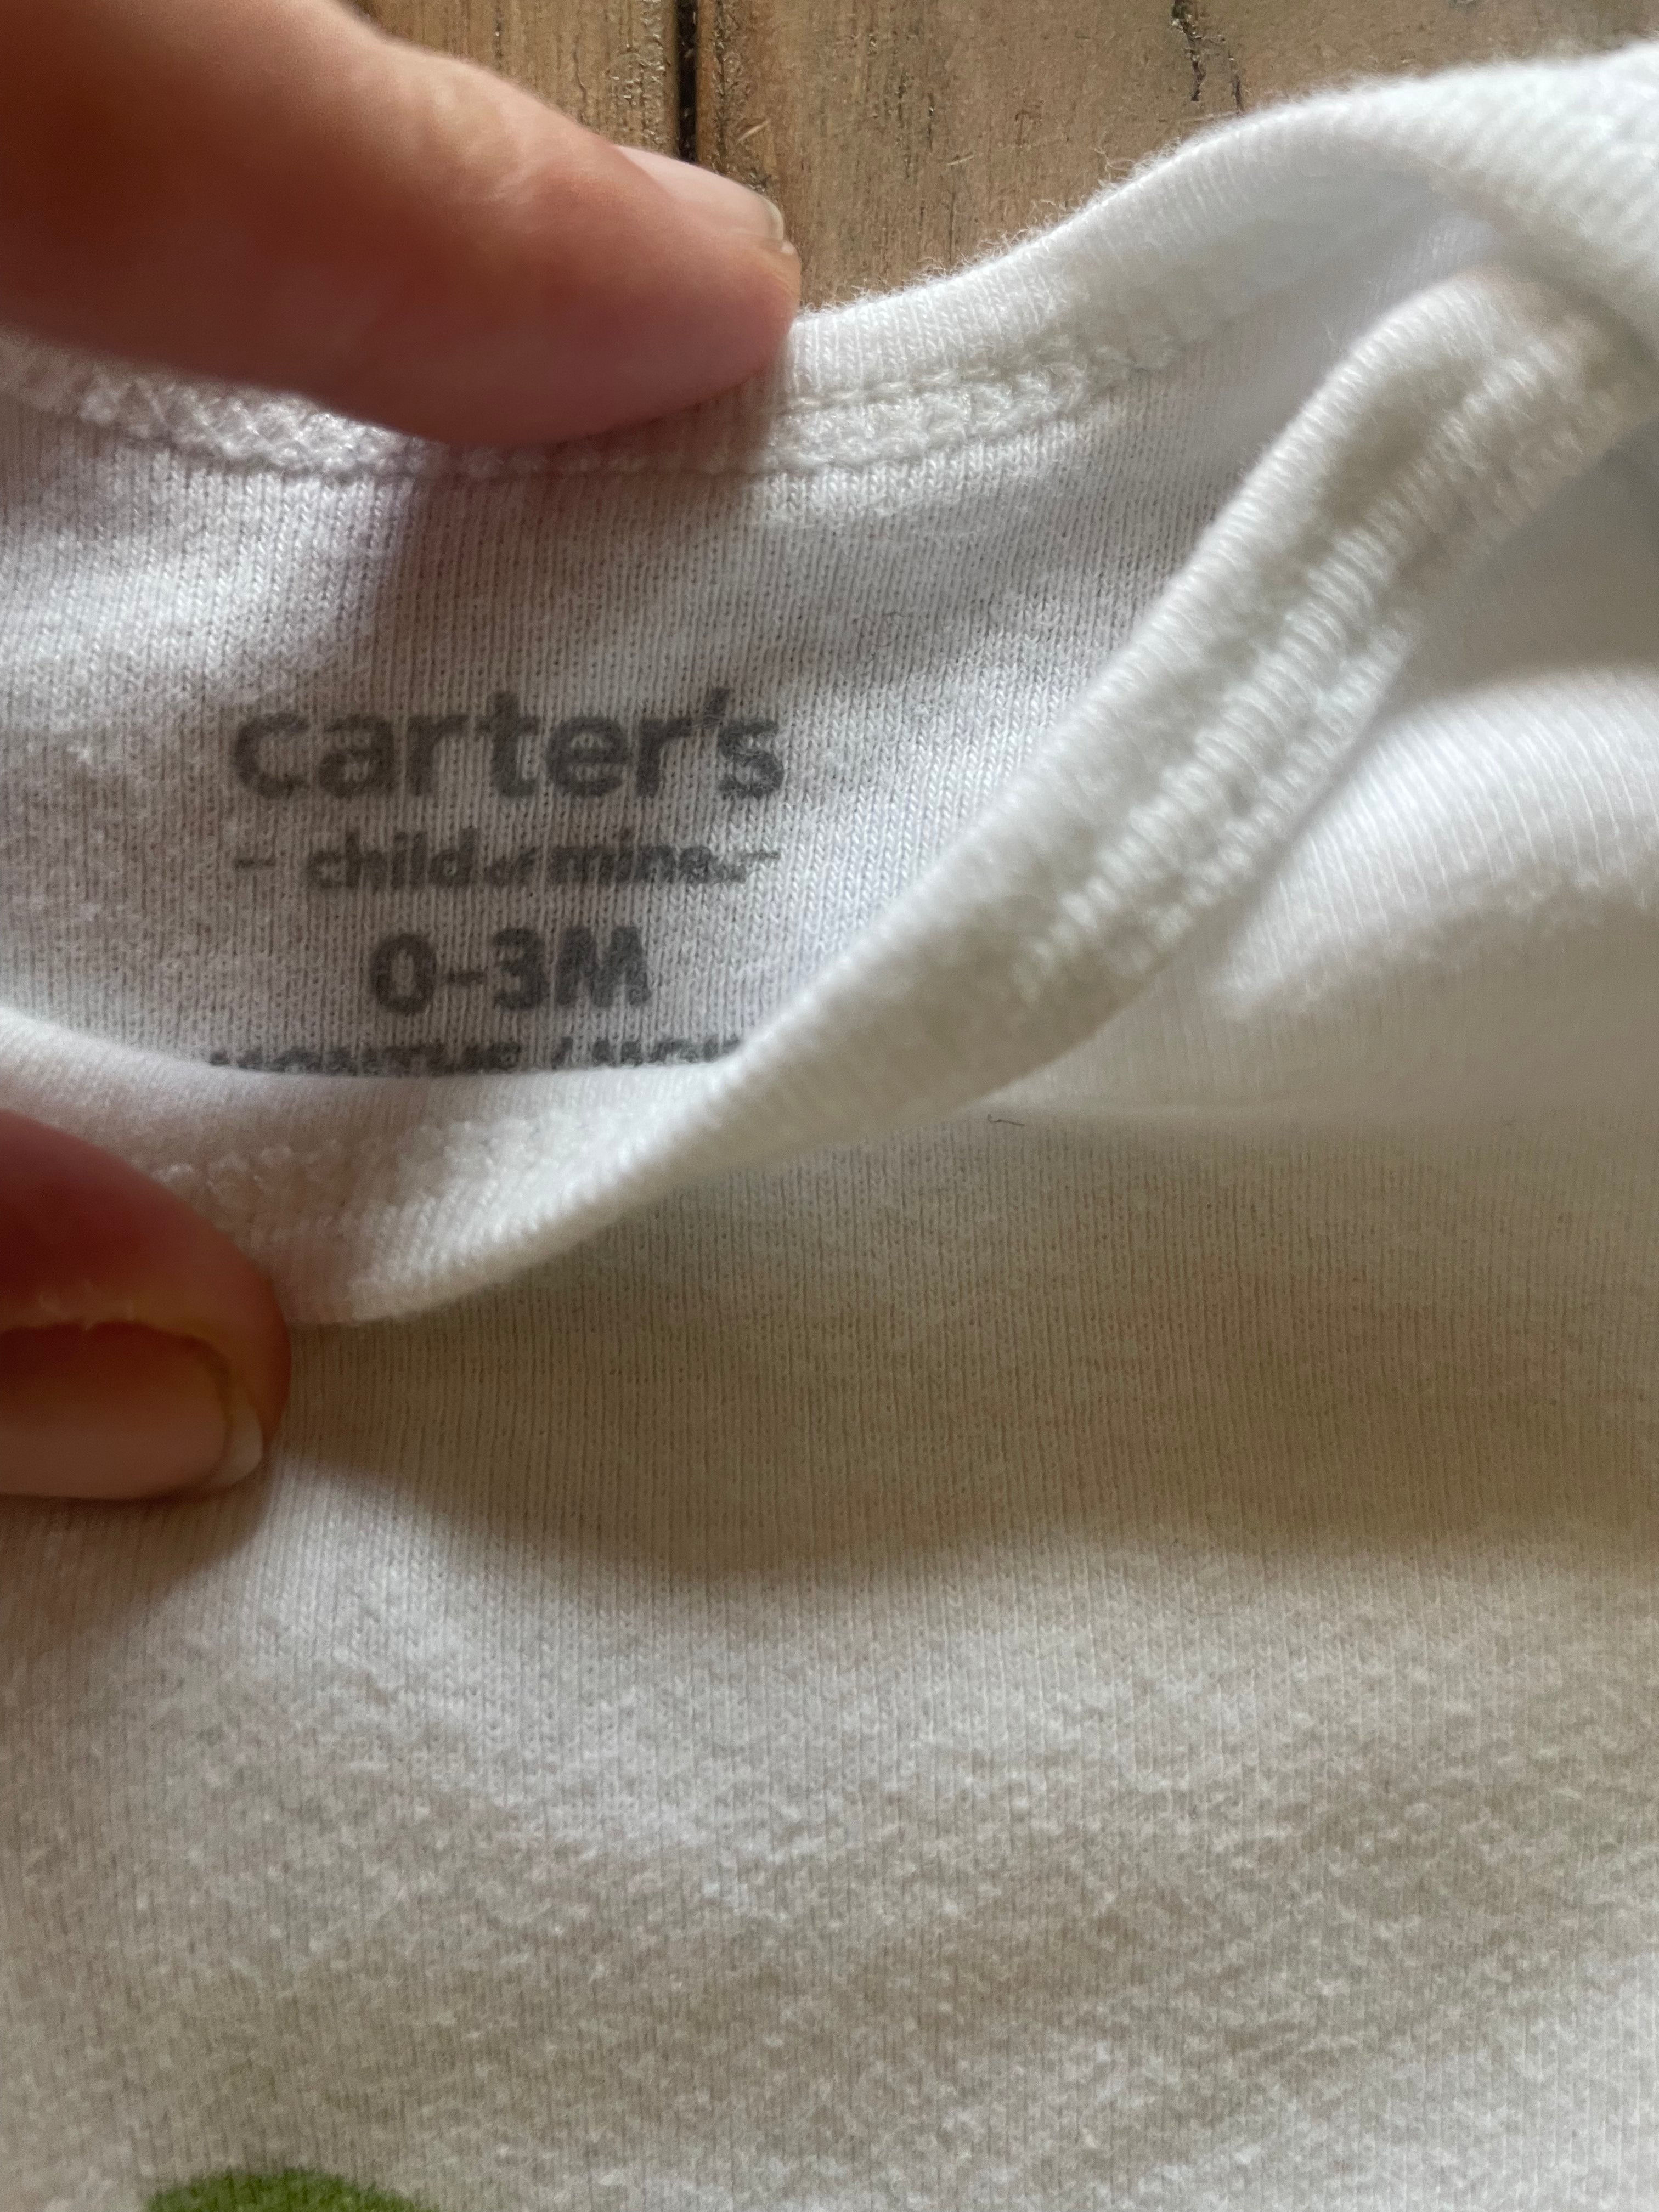 carter's
- child of mine. -
0-3M